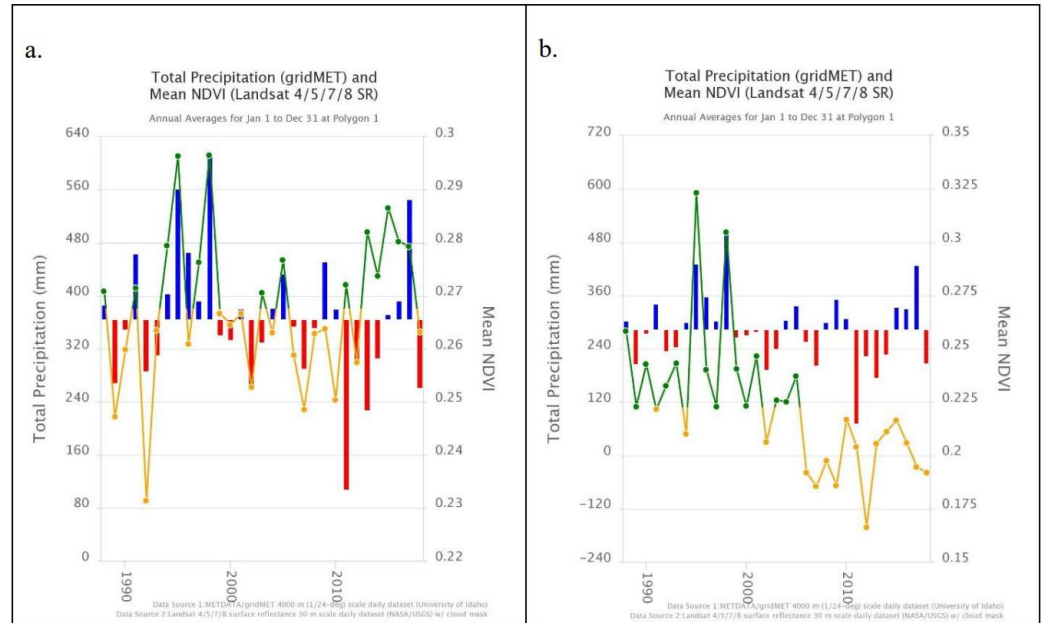 a.
Total Precipitation (gridMET) and
Mean NDVI (Landsat 4/5/7/8 SR)
Annual Averages for Jan 1 to Dec 31 at Polygon 1
640
560
480
400
320
240
160
80
0
Total Precipitation (mm)
0.3
0.29
0.28
0.27
0.26
0.25
0.24
0.23
0.22
Mean NDVI
1990
2000
2010
Data Source 1:METDATA/gridMET 4000 m (1/24-deg) scale daily dataset (University of Idaho)
Data Source 2:Landsat 4/5/7/8 surface reflectance 30 m scale daily dataset (NASA/USGS) w/ cloud mask
b.
Total Precipitation (gridMET) and
Mean NDVI (Landsat 4/5/7/8 SR)
Annual Averages for Jan 1 to Dec 31 at Polygon 1
720
600
480
360
240
120
0
-120
-240
Total Precipitation (mm)
0.35
0.325
0.3
0.275
0.25
0.225
0.2
0.175
0.15
Mean NDVI
1990
2000
2010
Data Source 1:METDATA/gridMET 4000 m (1/24-deg) scale daily dataset (University of Idaho)
Data Source 2:Landsat 4/5/7/8 surface reflectance 30 m scale daily dataset (NASA/USGS) w/ cloud mask